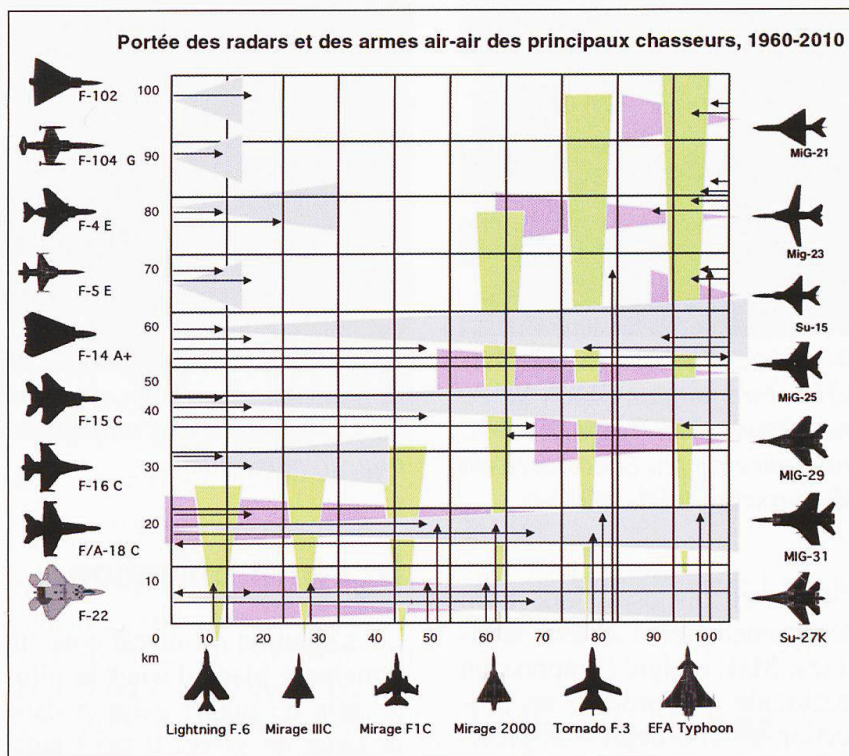 Portée des radars et des armes air-air des principaux chasseurs, 1960-2010
F-102
F-104 G
F-4 E
F-5 E
F-14 A+
F-15 C
F-16 C
F/A-18 C
F-22
100
90
80
70
60
50
40
30
20
10
0 10 20 30 40 50 60 70 80 90 100
km
MiG-21
Mig-23
Su-15
MiG-25
MIG-29
MIG-31
Su-27K
Lightning F.6 Mirage IIIC Mirage F1C Mirage 2000 Tornado F.3 EFA Typhoon